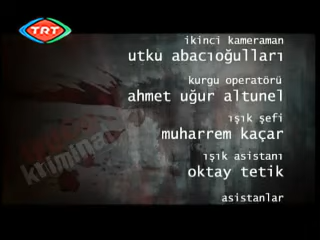 TRT
ikinci kameraman
utku abacıoğulları
kurgu operatörü
ahmet uğur altunel
ışık şefi
muharrem kaçar
ışık asistanı
oktay tetik
asistanlar
kriminal